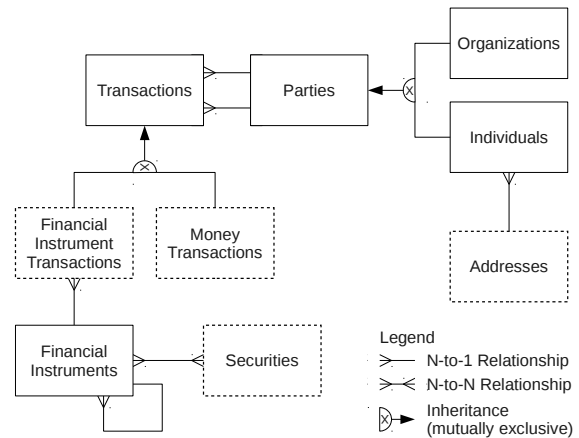 Organizations
Transactions
Parties
Individuals
Financial
Instrument
Transactions
Money
Transactions
Addresses
Financial
Instruments
Securities
Legend
N-to-1 Relationship
N-to-N Relationship
Inheritance
(mutually exclusive)
X
X
X